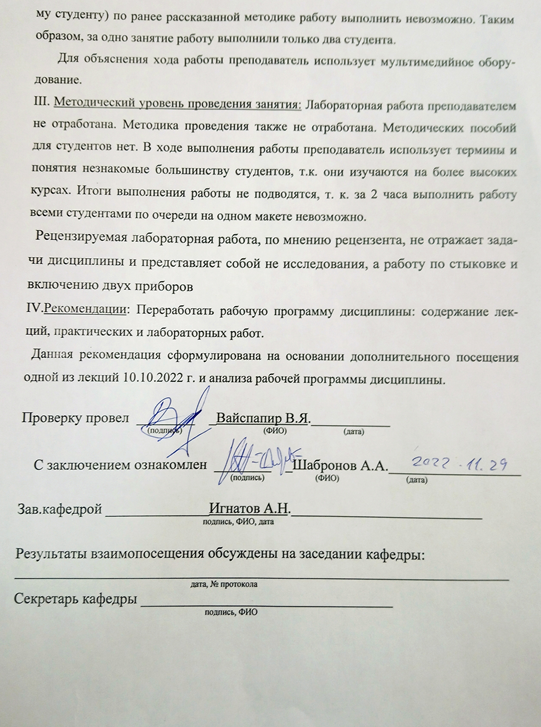 му студенту) по ранее рассказанной методике работу выполнить невозможно. Таким
образом, за одно занятие работу выполнили только два студента.
Для объяснения хода работы преподаватель использует мультимедийное обору-
дование.
III. Методический уровень проведения занятия: Лабораторная работа преподавателем
не отработана. Методика проведения также не отработана. Методических пособий
для студентов нет. В ходе выполнения работы преподаватель использует термины и
понятия незнакомые большинству студентов, т.к. они изучаются на более высоких
курсах. Итоги выполнения работы не подводятся, т. к. за 2 часа выполнить работу
всеми студентами по очереди на одном макете невозможно.
Рецензируемая лабораторная работа, по мнению рецензента, не отражает зада-
чи дисциплины и представляет собой не исследования, а работу по стыковке и
включению двух приборов
IV.Рекомендации: Переработать рабочую программу дисциплины: содержание лек-
ций, практических и лабораторных работ.
Данная рекомендация сформулирована на основании дополнительного посещения
одной из лекций 10.10.2022 г. и анализа рабочей программы дисциплины.
Проверку провел Вайспапир В.Я.
(подпись) (ФИО) (дата)
С заключением ознакомлен Шабронов А.А. 2022-11.29
(подпись) (ФИО) (дата)
Зав.кафедрой Игнатов А.Н.
подпись, ФИО, дата
Результаты взаимопосещения обсуждены на заседании кафедры:
дата, № протокола
Секретарь кафедры
подпись, ФИО